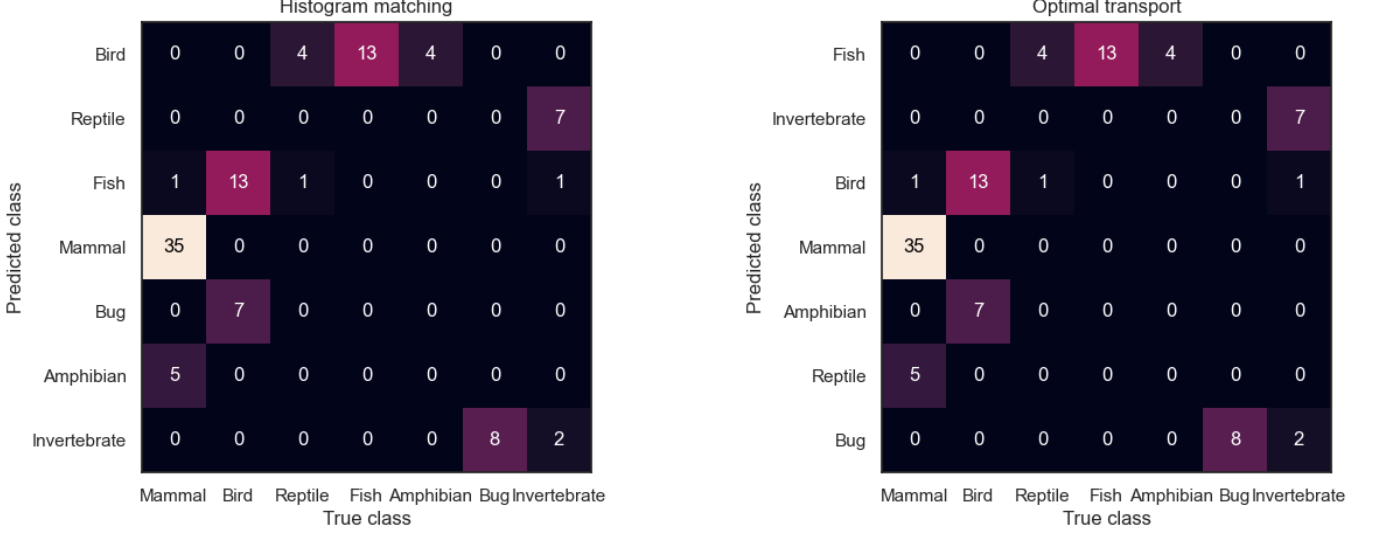 Histogram matching
Predicted class
Bird 0 0 4 13 4 0 0
Reptile 0 0 0 0 0 0 7
Fish 1 13 1 0 0 0 1
Mammal 35 0 0 0 0 0 0
Bug 0 7 0 0 0 0 0
Amphibian 5 0 0 0 0 0 0
Invertebrate 0 0 0 0 0 8 2
Mammal Bird Reptile Fish Amphibian Bug Invertebrate
True class
Optimal transport
Predicted class
Fish 0 0 4 13 4 0 0
Invertebrate 0 0 0 0 0 0 7
Bird 1 13 1 0 0 0 1
Mammal 35 0 0 0 0 0 0
Amphibian 0 7 0 0 0 0 0
Reptile 5 0 0 0 0 0 0
Bug 0 0 0 0 0 8 2
Mammal Bird Reptile Fish Amphibian Bug Invertebrate
True class